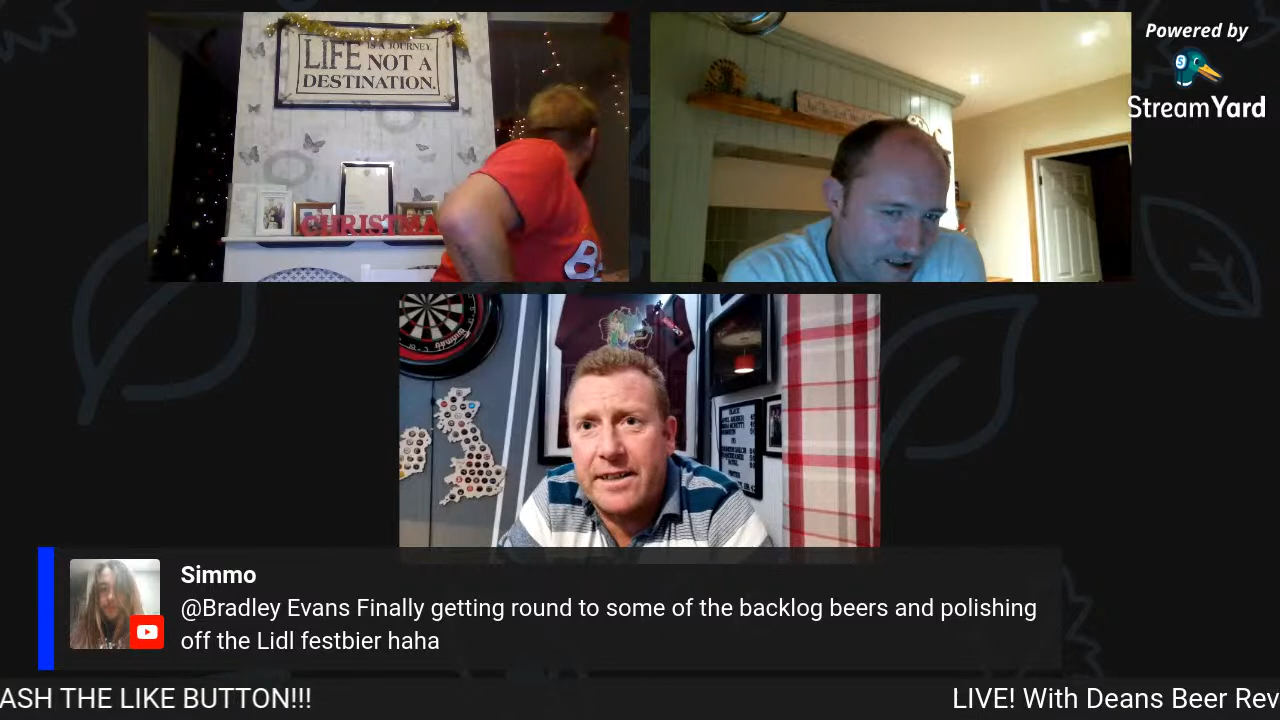 LIFE IS A JOURNEY,
NOT A
DESTINATION.
CHRISTMA
B
Powered by
StreamYard
Simmo
@Bradley Evans Finally getting round to some of the backlog beers and polishing
off the Lidl festbier haha
ASH THE LIKE BUTTON!!!
LIVE! With Deans Beer Rev